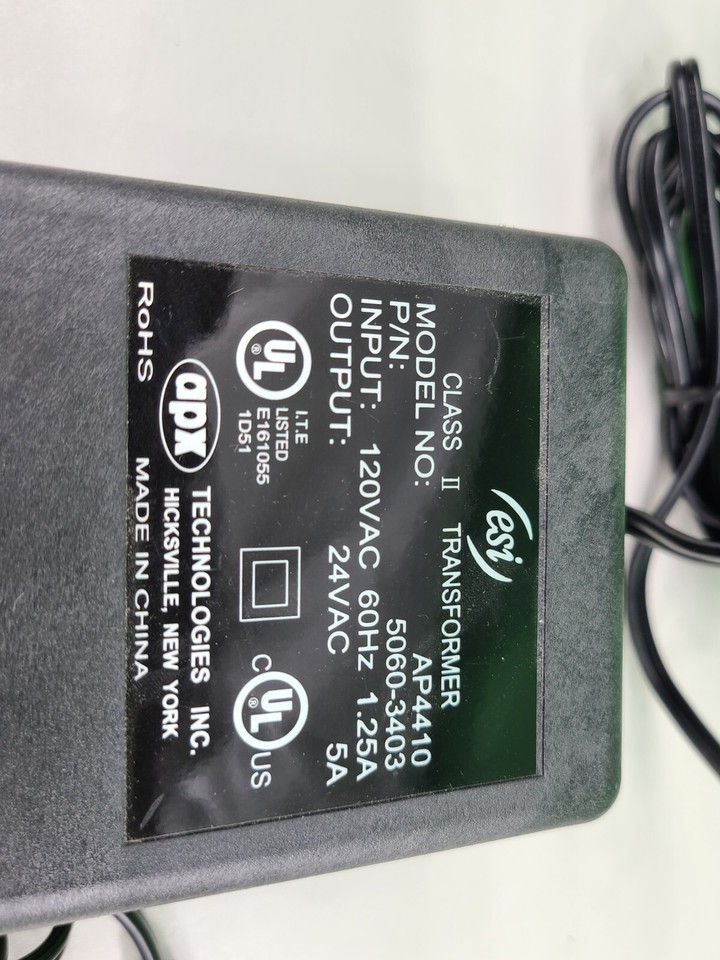 esi
CLASS II TRANSFORMER
MODEL NO: AP4410
P/N: 5060-3403
INPUT: 120VAC 60Hz 1.25A
OUTPUT: 24VAC 5A
UL ®
I.T.E
LISTED
E161055
1D51
C UL US ®
apx TECHNOLOGIES INC.
HICKSVILLE, NEW YORK
RoHS MADE IN CHINA